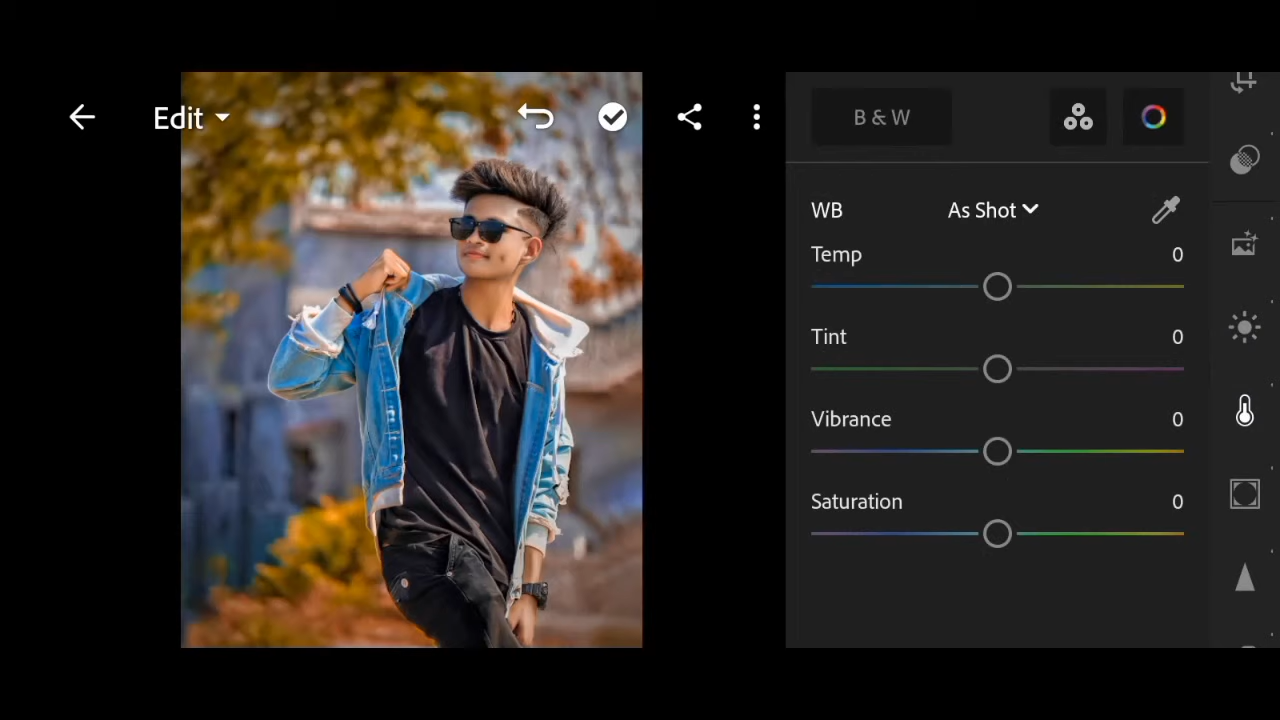 Edit
B & W
WB As Shot
Temp 0
Tint 0
Vibrance 0
Saturation 0